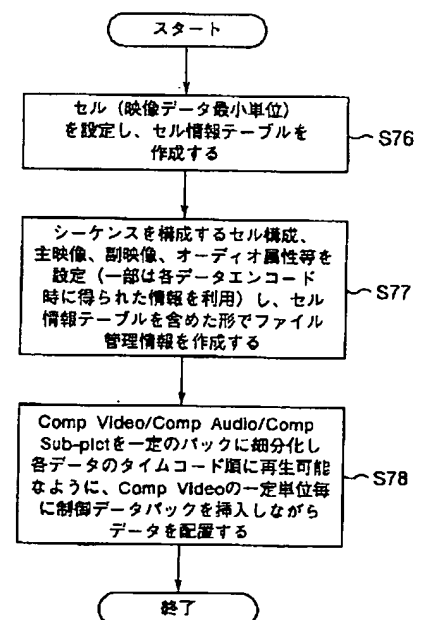 スタート
セル（映像データ最小単位）
を設定し、セル情報テーブルを
作成する
S76
シーケンスを構成するセル構成、
主映像、副映像、オーディオ属性等を
設定（一部は各データエンコード
時に得られた情報を利用）し、セル
情報テーブルを含めた形でファイル
管理情報を作成する
S77
Comp Video/Comp Audio/Comp
Sub-pictを一定のパックに細分化し
各データのタイムコード順に再生可能
なように、Comp Videoの一定単位毎
に制御データパックを挿入しながら
データを配置する
S78
終了